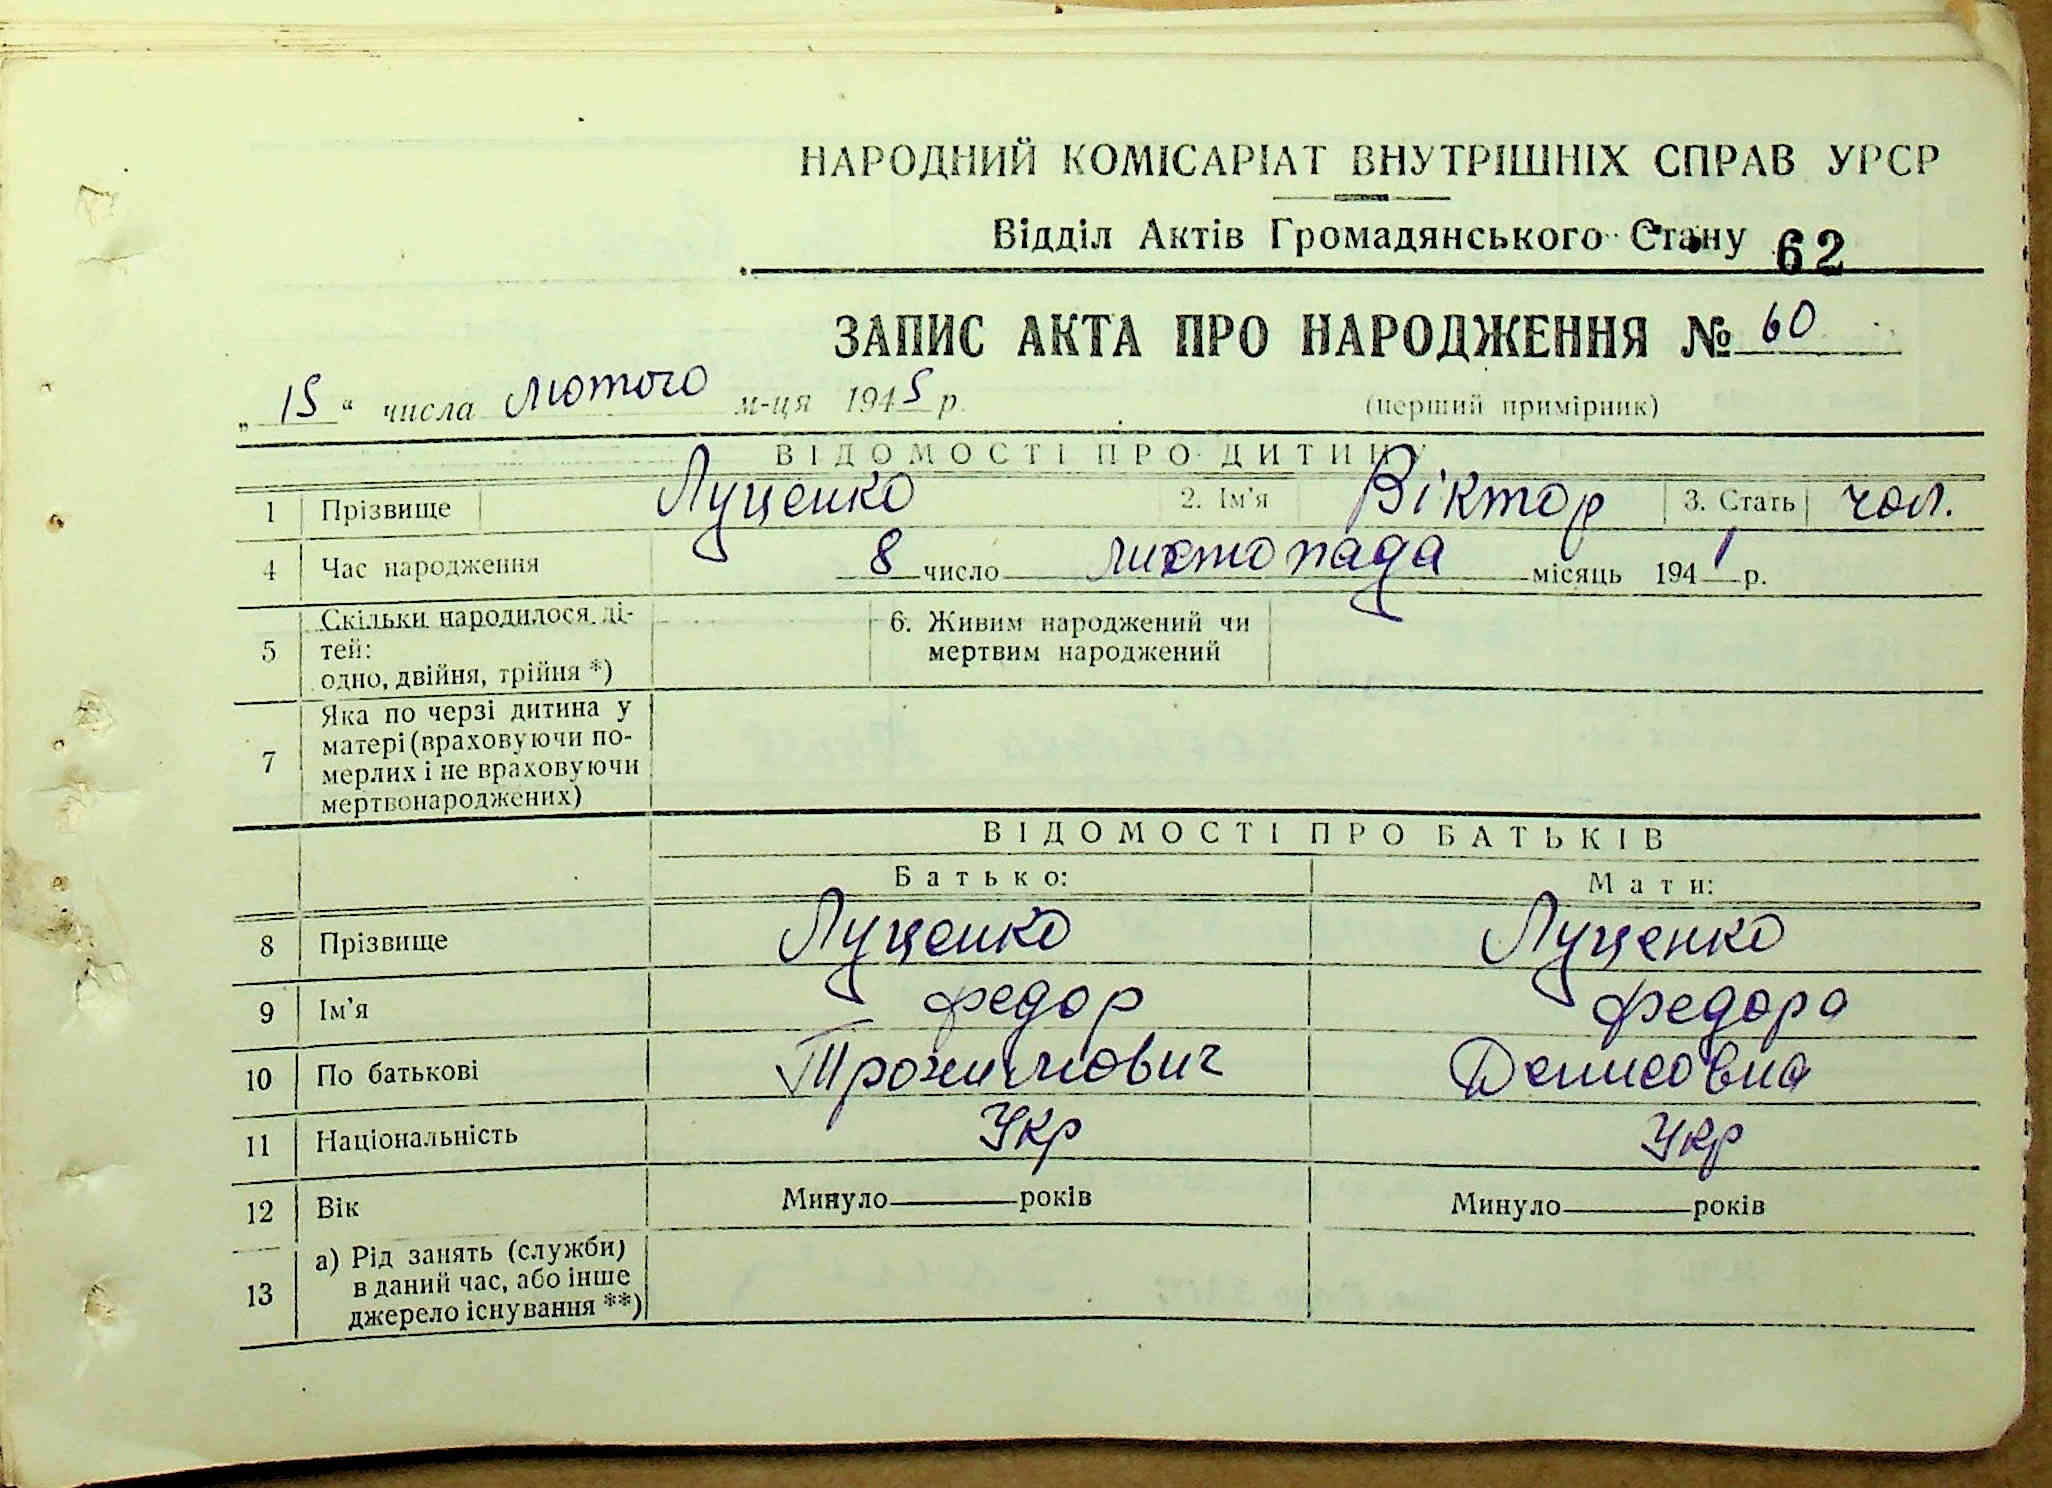 НАРОДНИЙ КОМІСАРІАТ ВНУТРІШНІХ СПРАВ УРСР
Відділ Актів Громадянського Стану 62
ЗАПИС АКТА ПРО НАРОДЖЕННЯ № 60
„ 15 “ числа лютого м-ця 1945 р. (перший примірник)
ВІДОМОСТІ ПРО ДИТИНУ
1 Прізвище Луценко 2. Ім'я Віктор 3. Стать чол.
4 Час народження 8 число листопада місяць 1941 р.
5 Скільки народилося ді-
тей:
одно, двійня, трійня *)
6. Живим народжений чи
мертвим народжений
7 Яка по черзі дитина у
матері (враховуючи по-
мерлих і не враховуючи
мертвонароджених)
ВІДОМОСТІ ПРО БАТЬКІВ
Батько: Мати:
8 Прізвище Луценко Луценко
9 Ім'я Федор Федора
10 По батькові Трохимович Денисовна
11 Національність Укр Укр
12 Вік Минуло років Минуло років
13 а) Рід занять (служби)
в даний час, або інше
джерело існування **)